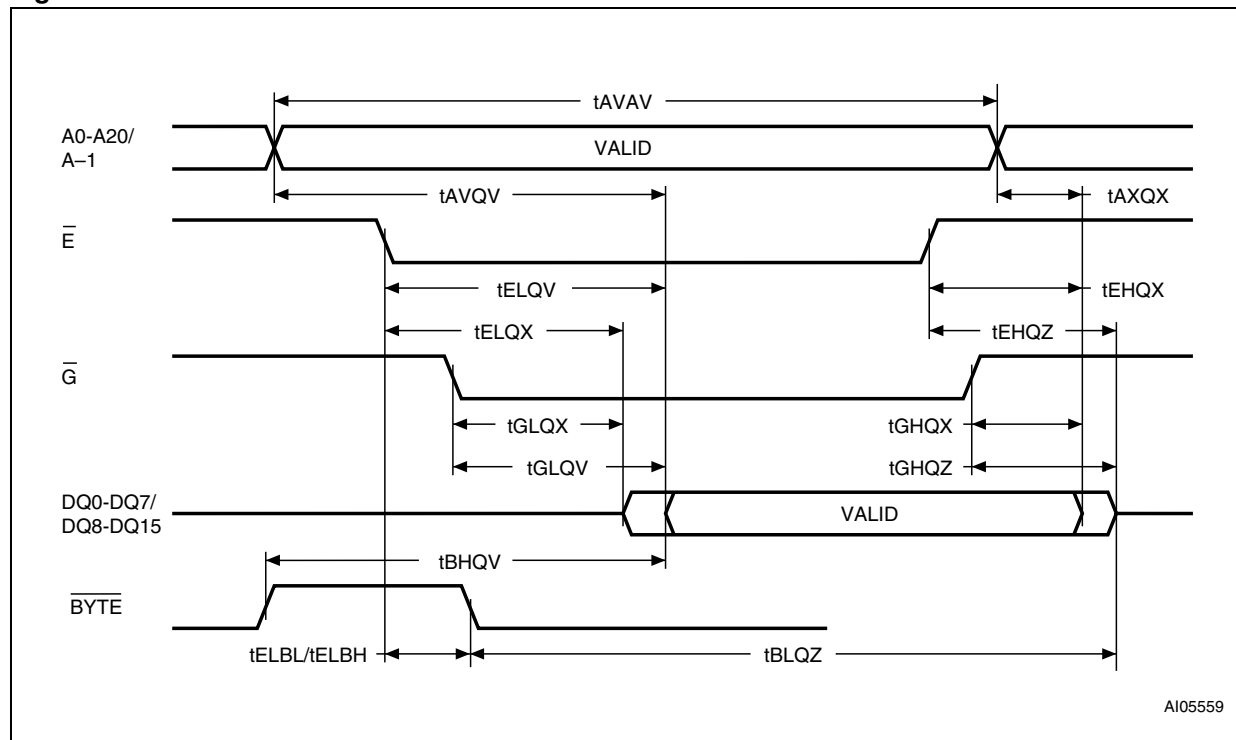 tAVAV
A0-A20/
A–1
VALID
tAVQV
tAXQX
E
tELQV
tEHQX
tELQX
tEHQZ
G
tGLQX
tGHQX
tGLQV
tGHQZ
DQ0-DQ7/
DQ8-DQ15
VALID
tBHQV
BYTE
tELBL/tELBH
tBLQZ
AI05559